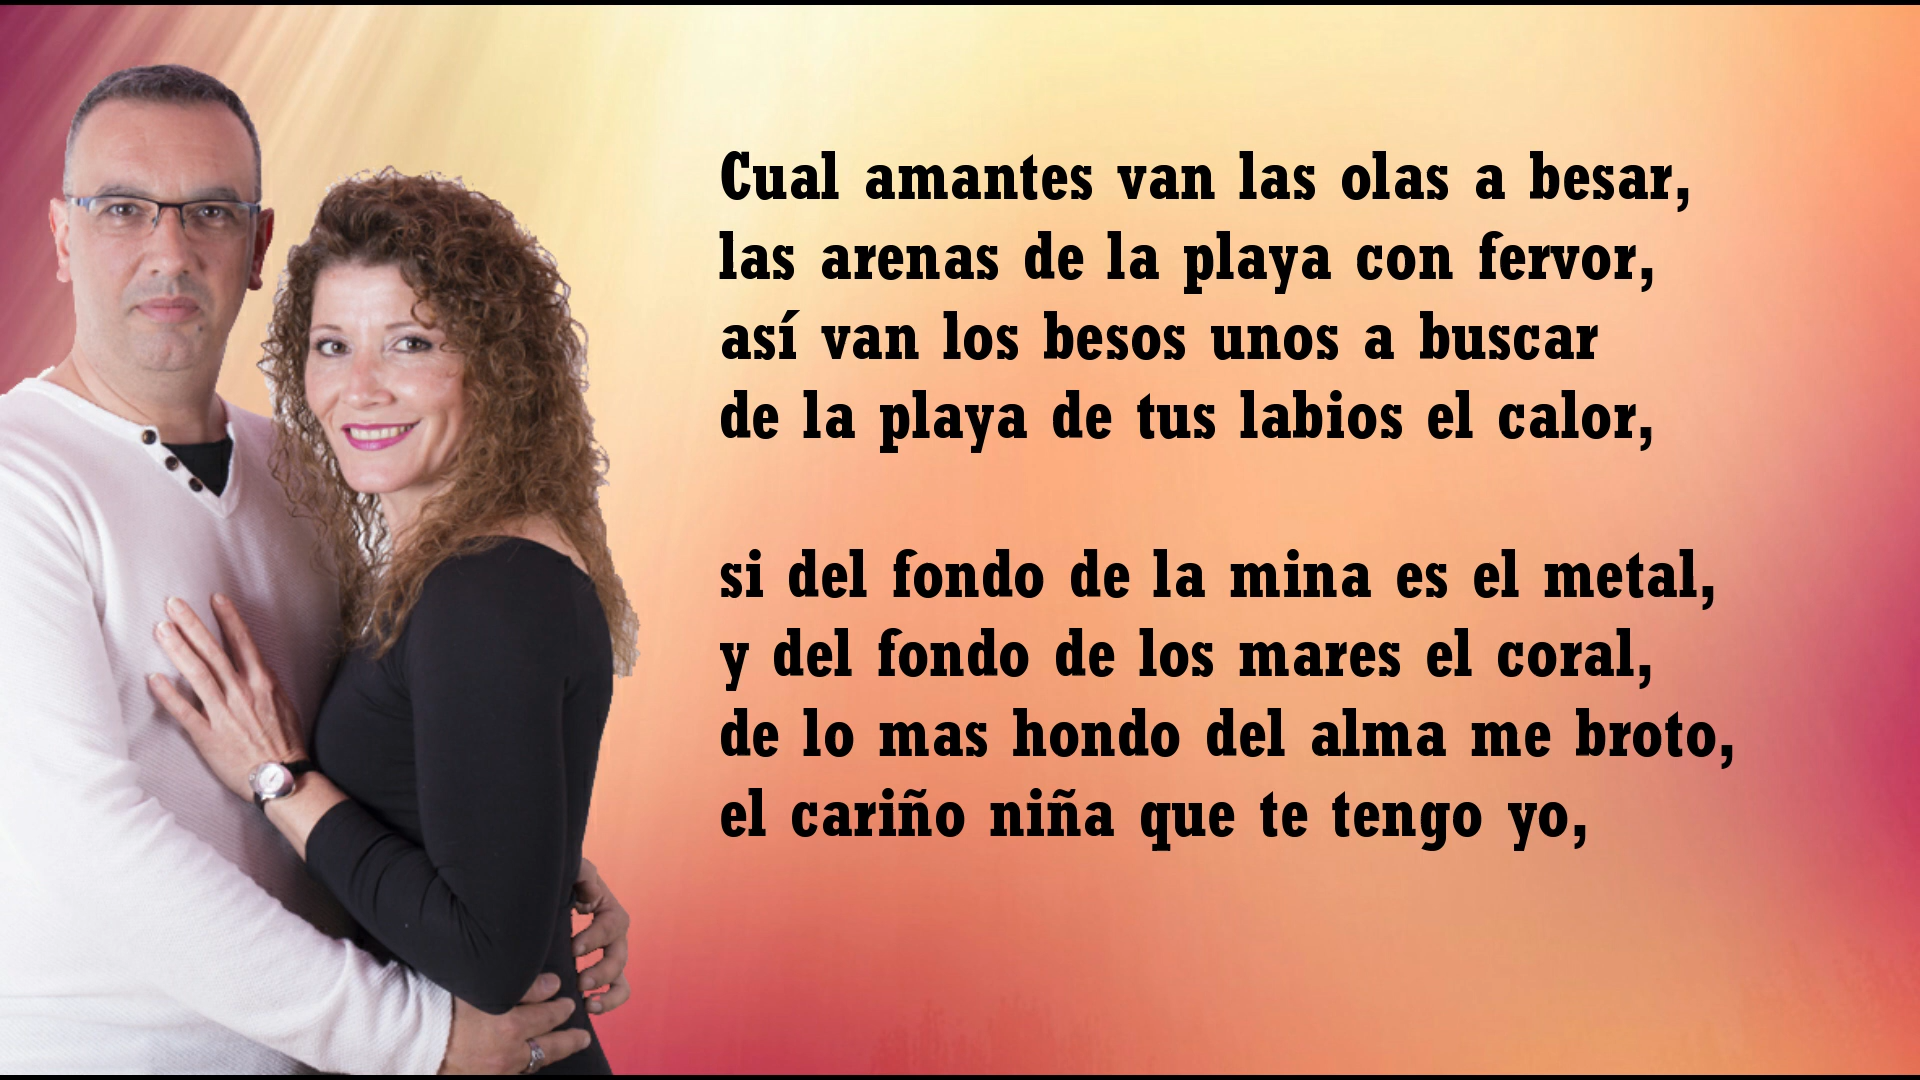 Cual amantes van las olas a besar,
las arenas de la playa con fervor,
así van los besos unos a buscar
de la playa de tus labios el calor,
si del fondo de la mina es el metal,
y del fondo de los mares el coral,
de lo mas hondo del alma me broto,
el cariño niña que te tengo yo,